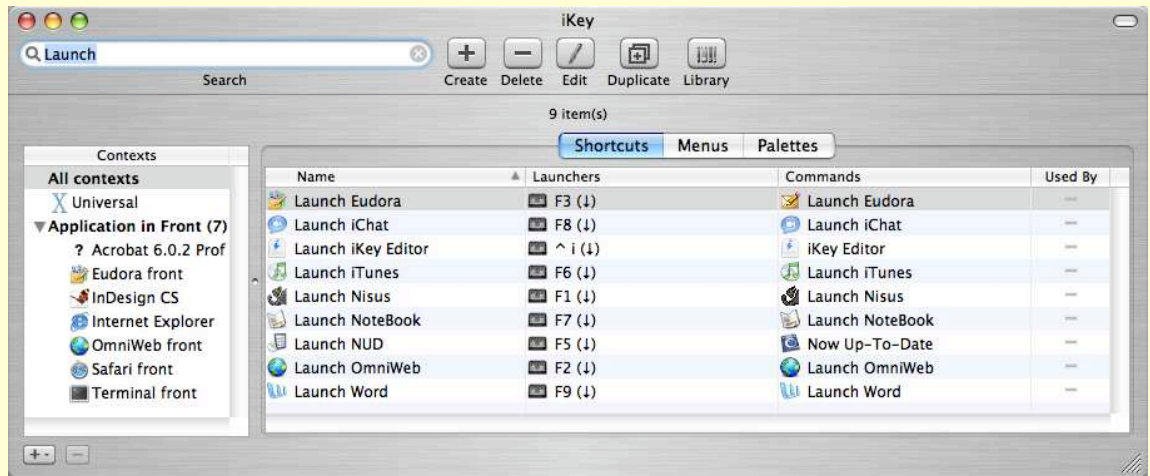 iKey
Launch
Search
Create Delete Edit Duplicate Library
9 item(s)
Shortcuts Menus Palettes
Contexts
All contexts
Universal
Application in Front (7)
? Acrobat 6.0.2 Prof
Eudora front
InDesign CS
Internet Explorer
OmniWeb front
Safari front
Terminal front
Name Launchers Commands Used By
Launch Eudora F3 (↓) Launch Eudora —
Launch iChat F8 (↓) Launch iChat —
Launch iKey Editor ^ i (↓) iKey Editor —
Launch iTunes F6 (↓) Launch iTunes —
Launch Nisus F1 (↓) Launch Nisus —
Launch NoteBook F7 (↓) Launch NoteBook —
Launch NUD F5 (↓) Now Up-To-Date —
Launch OmniWeb F2 (↓) Launch OmniWeb —
Launch Word F9 (↓) Launch Word —